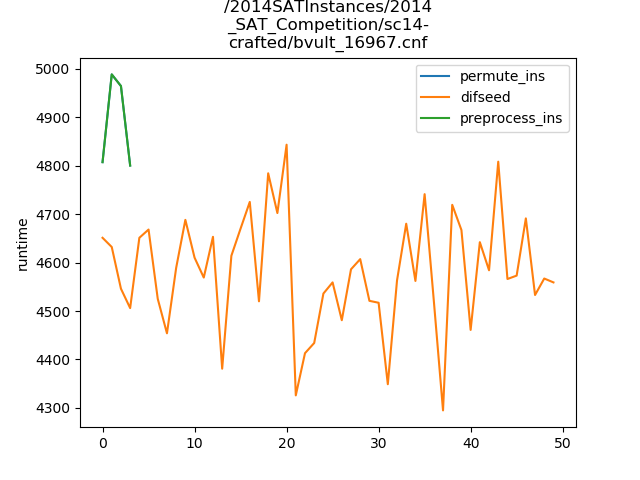 /2014SATInstances/2014
_SAT_Competition/sc14-
crafted/bvult_16967.cnf
permute_ins
difseed
preprocess_ins
runtime
5000
4900
4800
4700
4600
4500
4400
4300
0 10 20 30 40 50